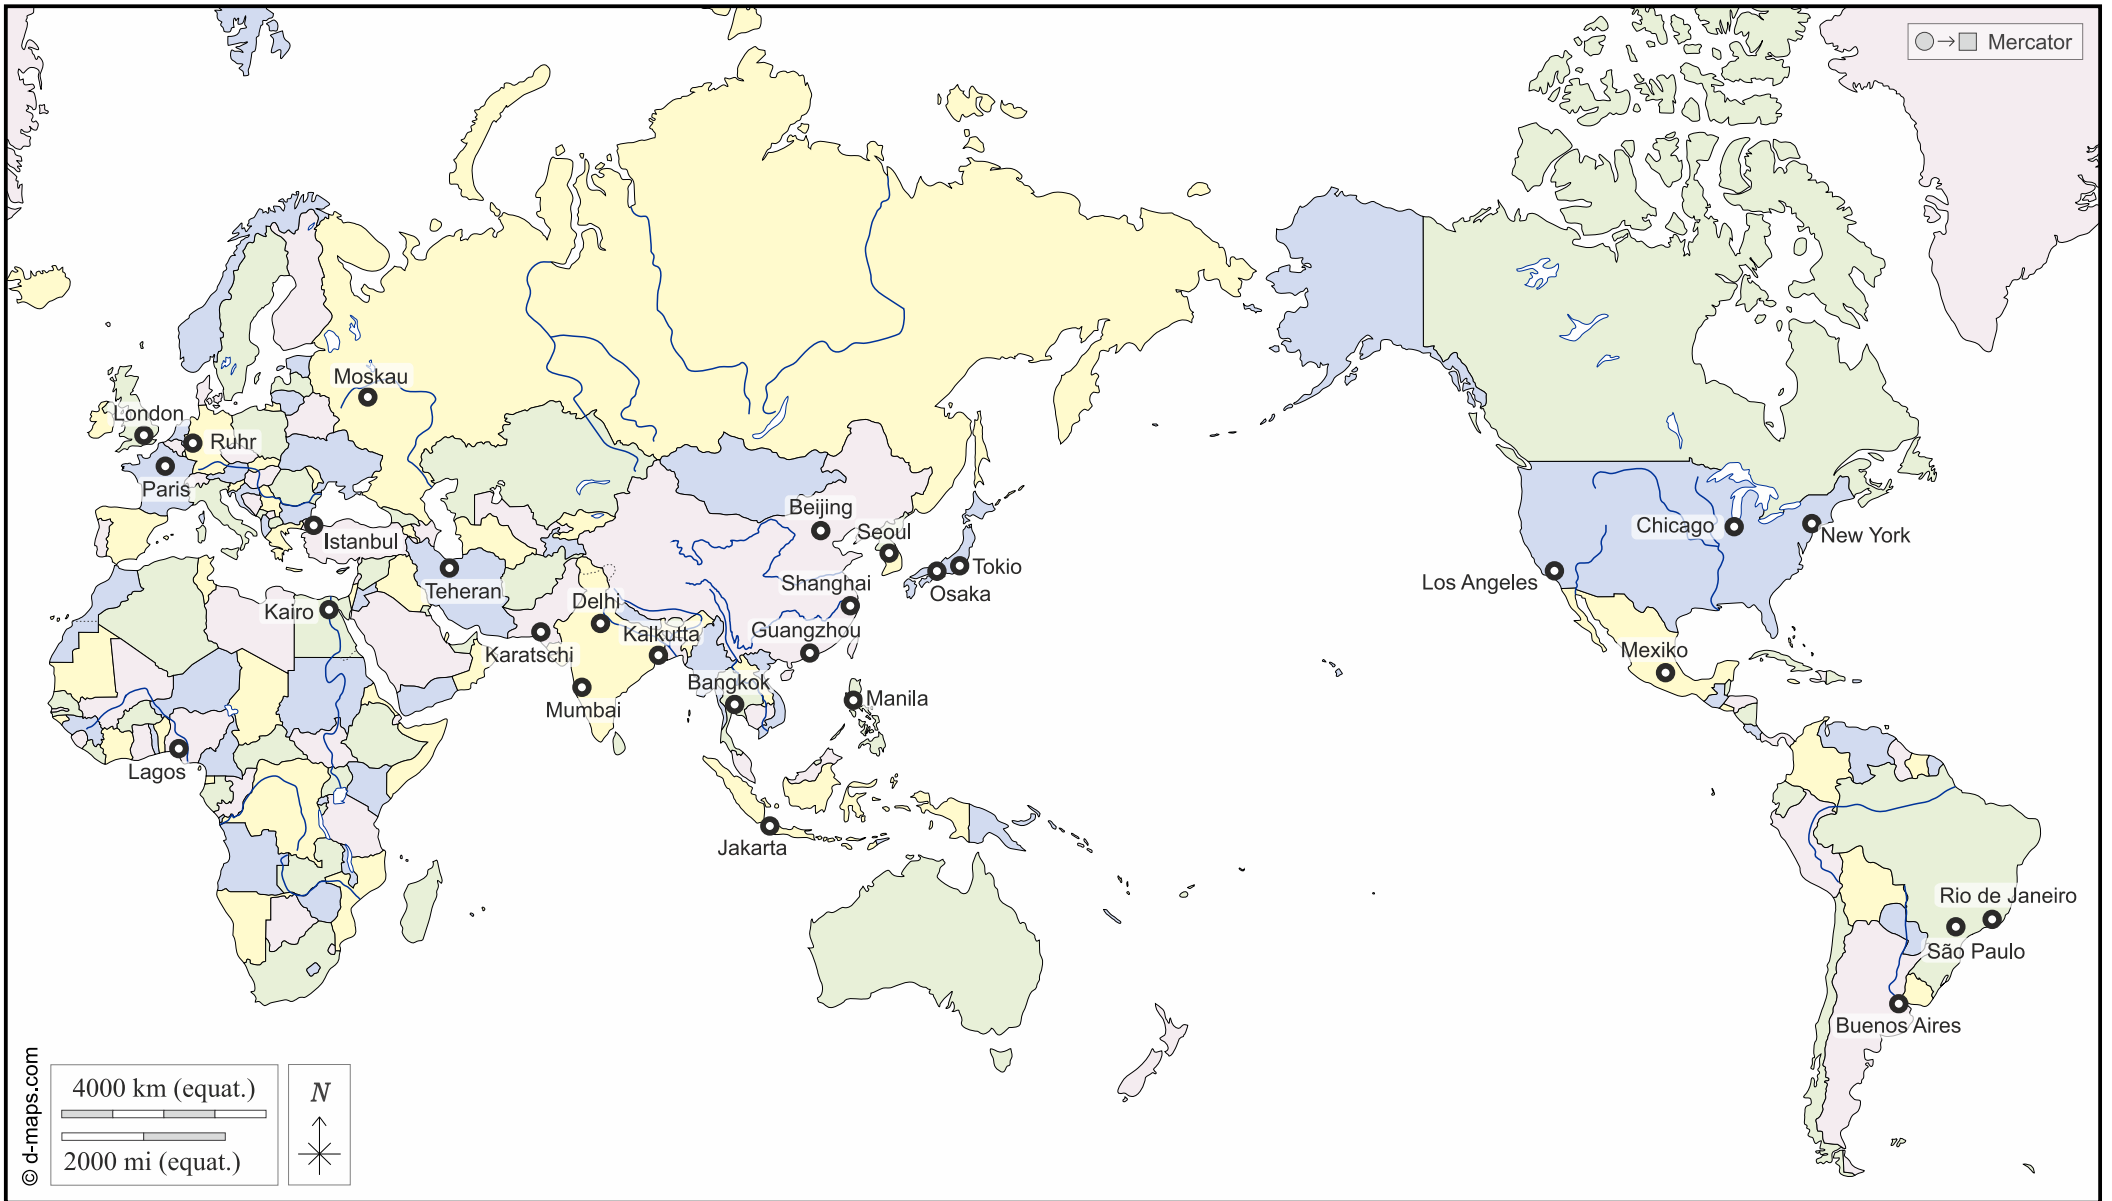 Mercator
Moskau
London
Ruhr
Paris
Istanbul
Beijing
Seoul
Tokio
Osaka
Shanghai
Teheran
Delhi
Kairo
Kalkutta
Guangzhou
Karatschi
Bangkok
Mumbai
Manila
Lagos
Jakarta
Chicago
New York
Los Angeles
Mexiko
Rio de Janeiro
São Paulo
Buenos Aires
4000 km (equat.)
2000 mi (equat.)
N
© d-maps.com